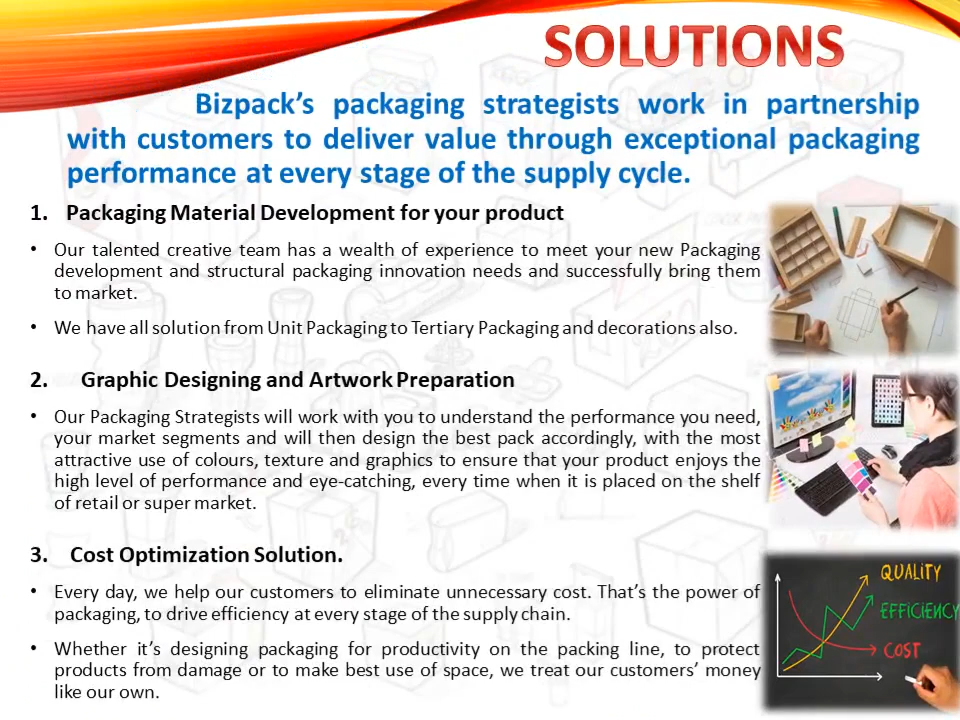 SOLUTIONS
Bizpack's packaging strategists work in partnership
with customers to deliver value through exceptional packaging
performance at every stage of the supply cycle.
1. Packaging Material Development for your product
• Our talented creative team has a wealth of experience to meet your new Packaging
development and structural packaging innovation needs and successfully bring them
to market.
• We have all solution from Unit Packaging to Tertiary Packaging and decorations also.
2. Graphic Designing and Artwork Preparation
• Our Packaging Strategists will work with you to understand the performance you need,
your market segments and will then design the best pack accordingly, with the most
attractive use of colours, texture and graphics to ensure that your product enjoys the
high level of performance and eye-catching, every time when it is placed on the shelf
of retail or super market.
3. Cost Optimization Solution.
• Every day, we help our customers to eliminate unnecessary cost. That's the power of
packaging, to drive efficiency at every stage of the supply chain.
• Whether it's designing packaging for productivity on the packing line, to protect
products from damage or to make best use of space, we treat our customers' money
like our own.
QUALITY
EFFICIENCY
COST